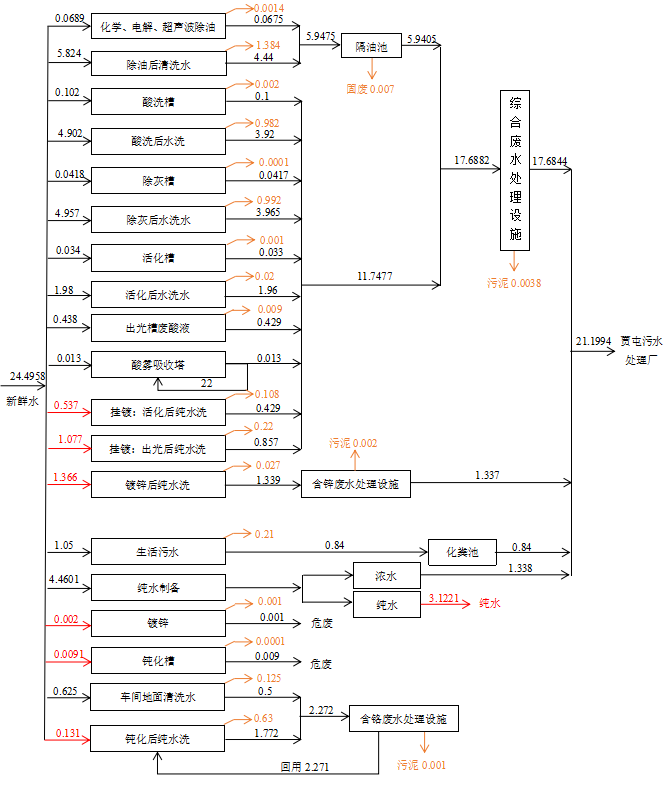 0.0689 化学、电解、超声波除油 0.0014 0.0675
5.824 除油后清洗水 1.384 4.44
5.9475 隔油池 5.9405
固废 0.007
0.102 酸洗槽 0.002 0.1
4.902 酸洗后水洗 0.982 3.92
0.0418 除灰槽 0.0001 0.0417
4.957 除灰后水洗水 0.992 3.965
0.034 活化槽 0.001 0.033
1.98 活化后水洗水 0.02 1.96
0.438 出光槽废酸液 0.009 0.429
0.013 酸雾吸收塔 0.013
22
11.7477
17.6882 综合废水处理设施 17.6844
污泥 0.0038
24.4958
新鲜水
0.537 挂镀：活化后纯水洗 0.108 0.429
1.077 挂镀：出光后纯水洗 0.22 0.857
1.366 镀锌后纯水洗 0.027 1.339 含锌废水处理设施 1.337
污泥 0.002
21.1994 贾屯污水
处理厂
1.05 生活污水 0.21 0.84 化粪池 0.84
4.4601 纯水制备 浓水 1.338
纯水 3.1221 纯水
0.002 镀锌 0.001 0.001 危废
0.0091 钝化槽 0.0001 0.009 危废
0.625 车间地面清洗水 0.125 0.5
0.131 钝化后纯水洗 0.63 1.772
2.272 含铬废水处理设施
污泥 0.001
回用 2.271